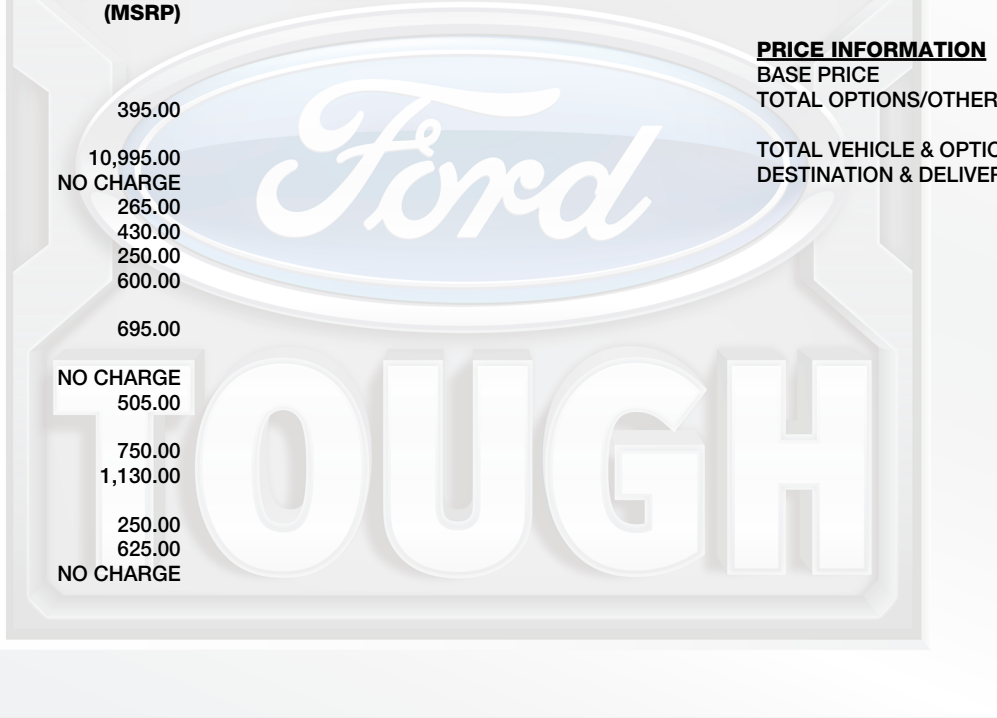 (MSRP)
395.00
10,995.00
NO CHARGE
265.00
430.00
250.00
600.00
695.00
NO CHARGE
505.00
750.00
1,130.00
250.00
625.00
NO CHARGE
PRICE INFORMATION
BASE PRICE
TOTAL OPTIONS/OTHER
TOTAL VEHICLE & OPTIO
DESTINATION & DELIVER
Ford
TOUGH